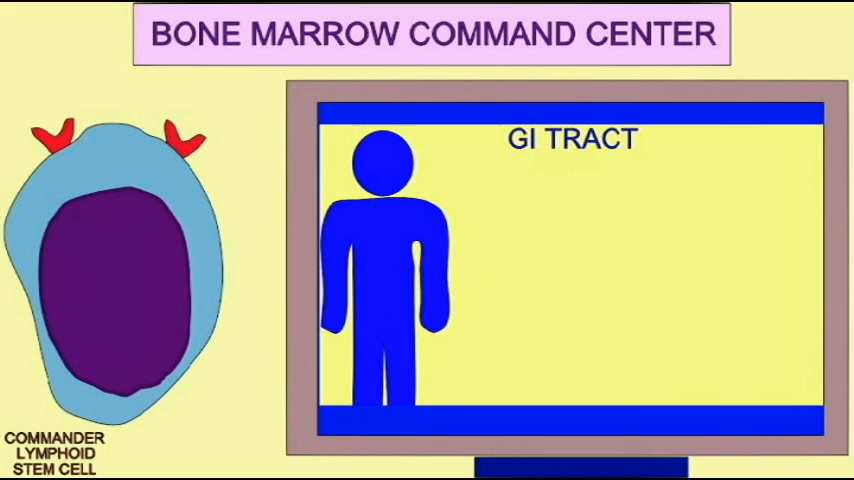 BONE MARROW COMMAND CENTER
GI TRACT
COMMANDER
LYMPHOID
STEM CELL